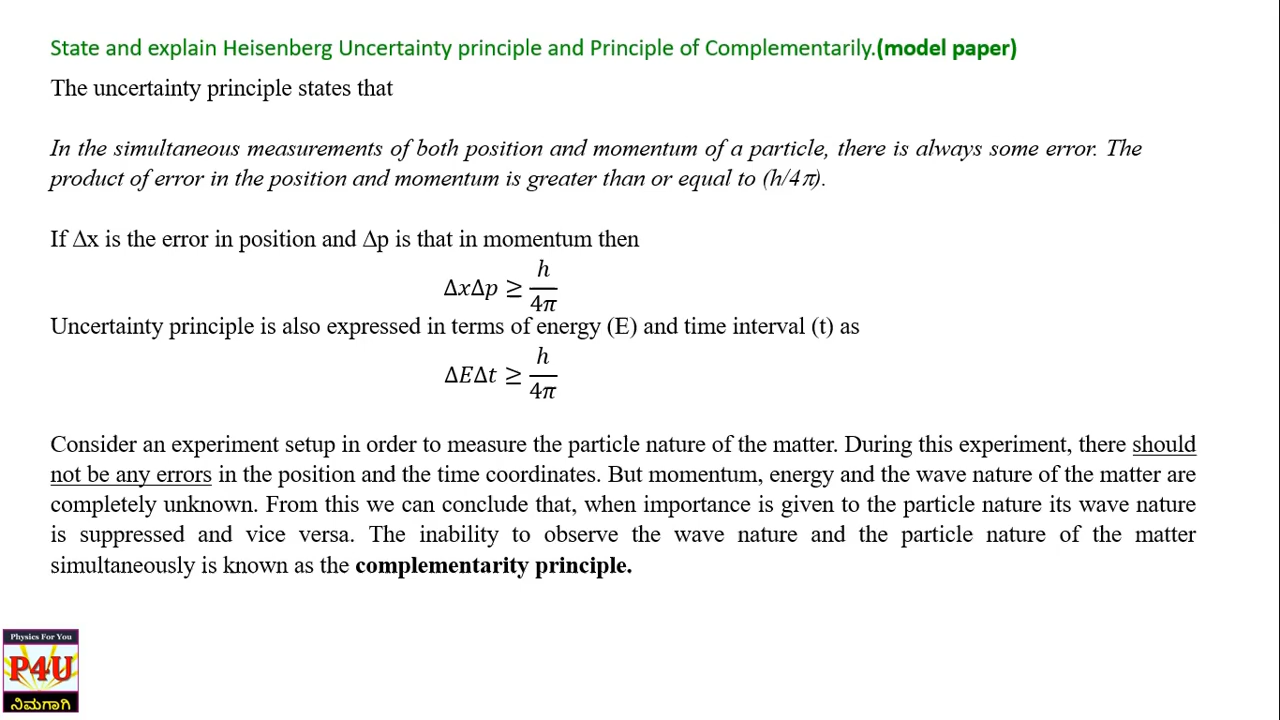 State and explain Heisenberg Uncertainty principle and Principle of Complementarily.(model paper)
The uncertainty principle states that
In the simultaneous measurements of both position and momentum of a particle, there is always some error. The
product of error in the position and momentum is greater than or equal to (h/4π).
If Δx is the error in position and Δp is that in momentum then
ΔxΔp ≥ h/4π
Uncertainty principle is also expressed in terms of energy (E) and time interval (t) as
ΔEΔt ≥ h/4π
Consider an experiment setup in order to measure the particle nature of the matter. During this experiment, there should
not be any errors in the position and the time coordinates. But momentum, energy and the wave nature of the matter are
completely unknown. From this we can conclude that, when importance is given to the particle nature its wave nature
is suppressed and vice versa. The inability to observe the wave nature and the particle nature of the matter
simultaneously is known as the complementarity principle.
Physics For You
P4U
ನಿಮಗಾಗಿ